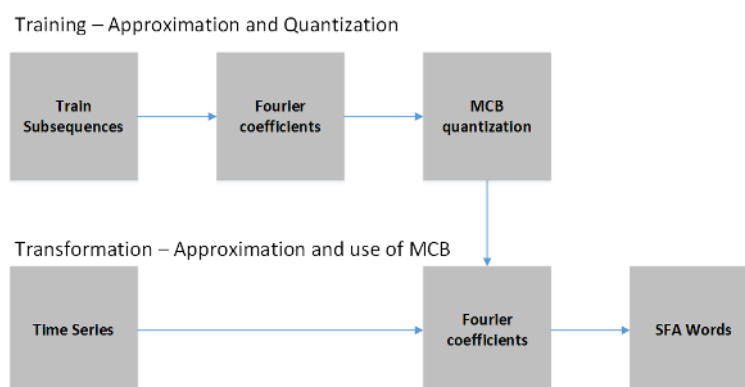 Training – Approximation and Quantization
Train
Subsequences
Fourier
coefficients
MCB
quantization
Transformation – Approximation and use of MCB
Time Series
Fourier
coefficients
SFA Words